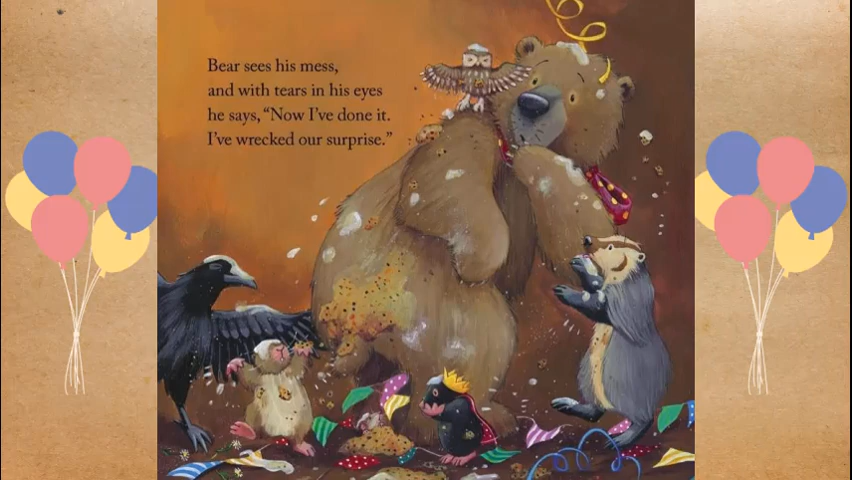 Bear sees his mess,
and with tears in his eyes
he says, “Now I’ve done it.
I’ve wrecked our surprise.”